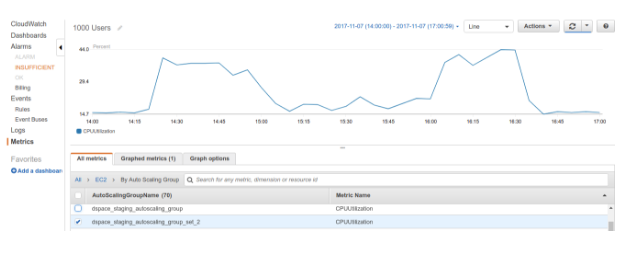 CloudWatch
Dashboards
Alarms
ALARM
INSUFFICIENT
OK
Billing
Events
Rules
Event Buses
Logs
Metrics
Favorites
Add a dashboard
1000 Users
2017-11-07 (14:00:00) - 2017-11-07 (17:00:59)
Line
Actions
Percent
44.0
29.4
14.7
14:00 14:15 14:30 14:45 15:00 15:15 15:30 15:45 16:00 16:15 16:30 16:45 17:00
CPUUtilization
All metrics Graphed metrics (1) Graph options
All > EC2 > By Auto Scaling Group Search for any metric, dimension or resource id
AutoScalingGroupName (70) Metric Name
dspace_staging_autoscaling_group CPUUtilization
dspace_staging_autoscaling_group_set_2 CPUUtilization